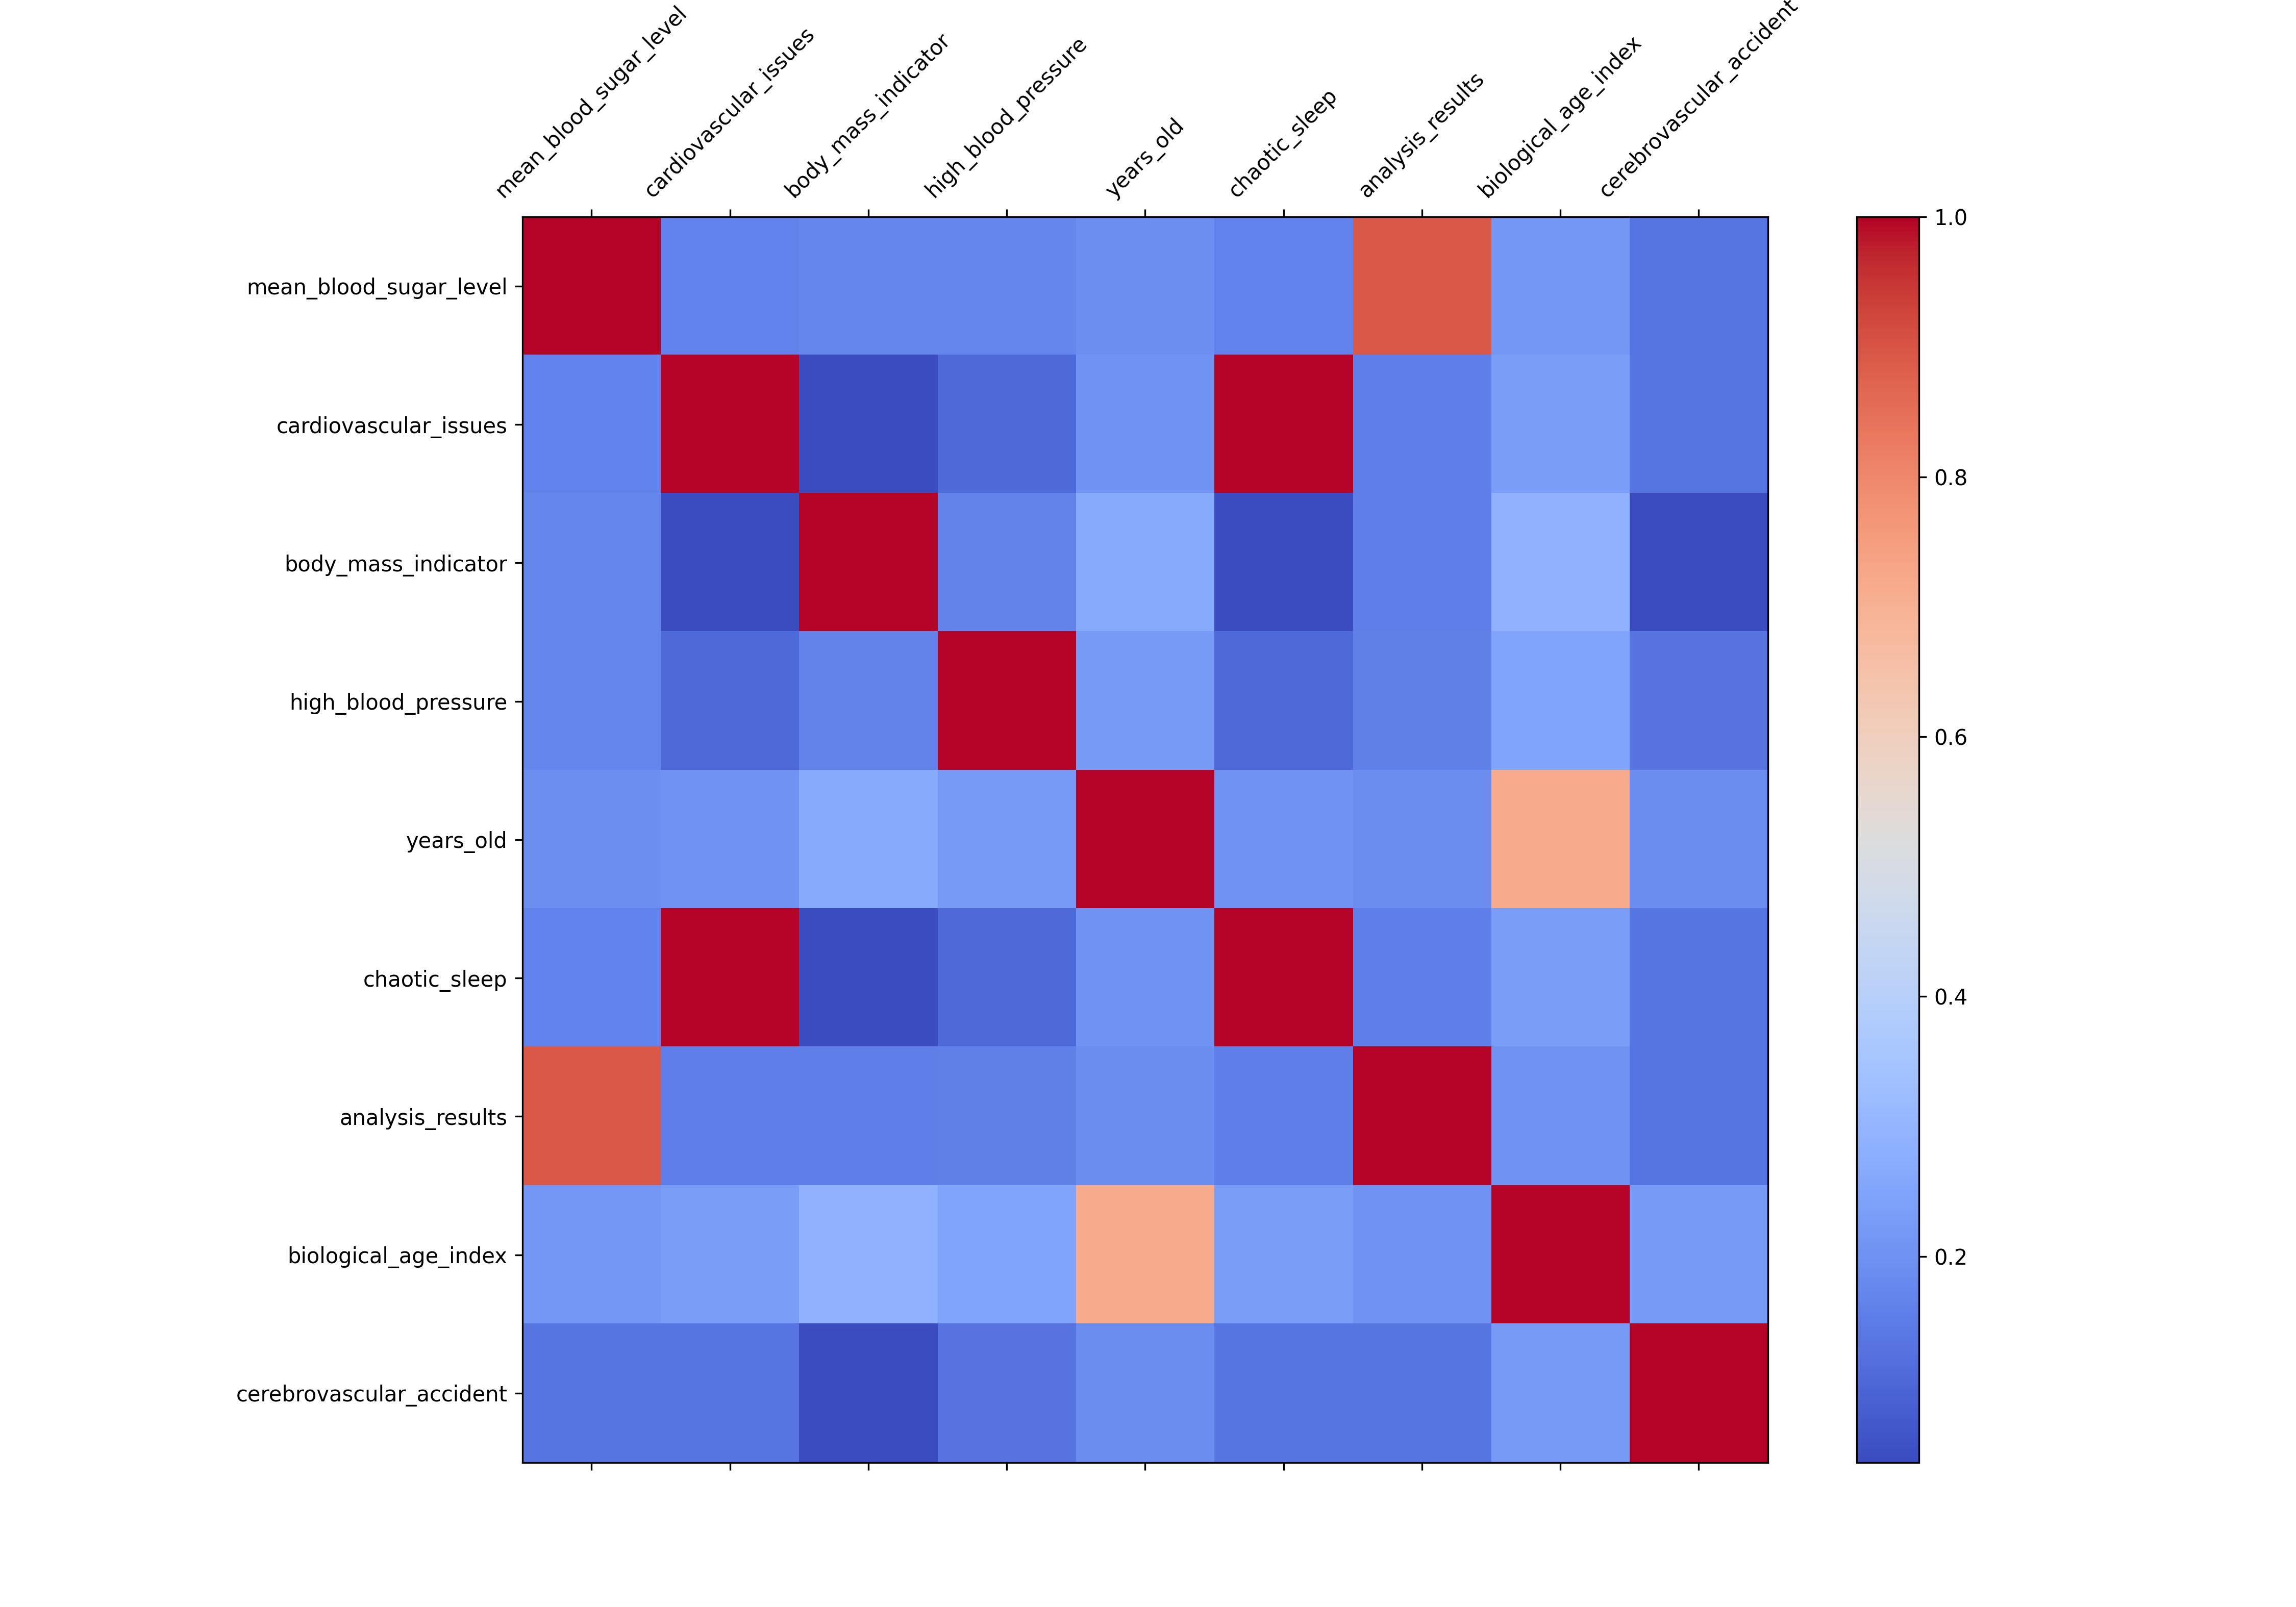 mean_blood_sugar_level
cardiovascular_issues
body_mass_indicator
high_blood_pressure
years_old
chaotic_sleep
analysis_results
biological_age_index
cerebrovascular_accident
mean_blood_sugar_level
cardiovascular_issues
body_mass_indicator
high_blood_pressure
years_old
chaotic_sleep
analysis_results
biological_age_index
cerebrovascular_accident
1.0
0.8
0.6
0.4
0.2